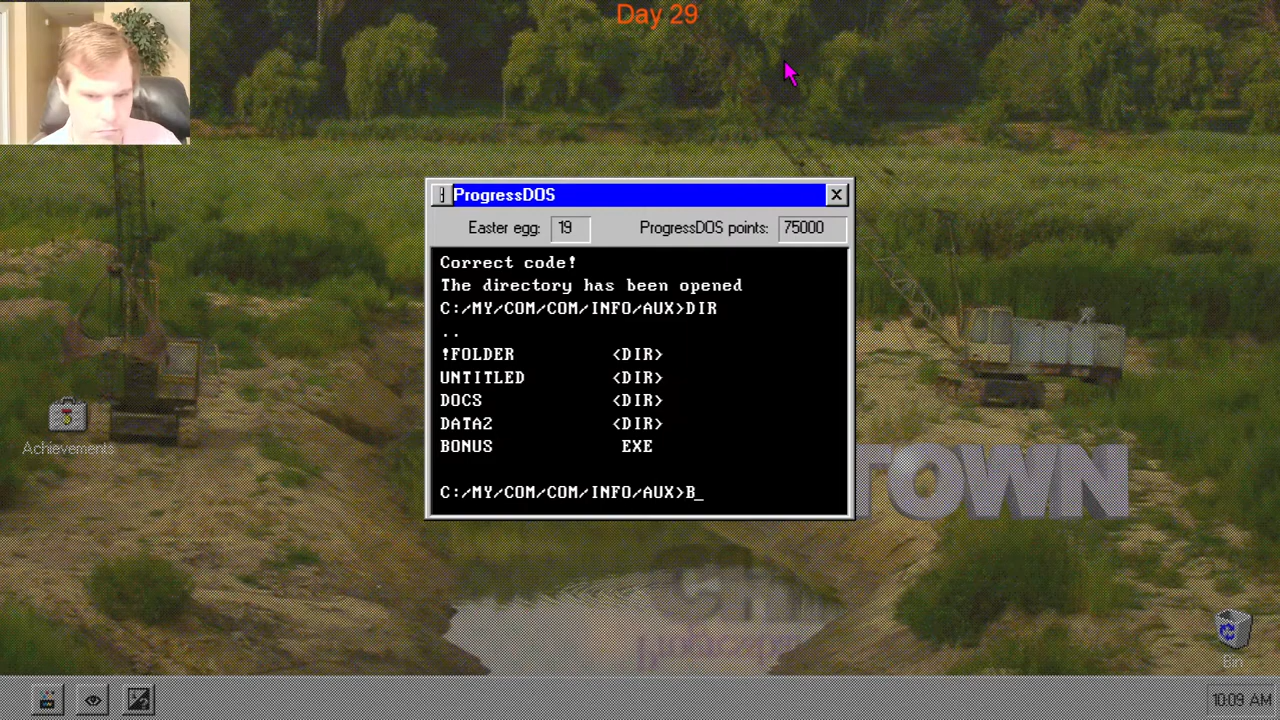 Day 29
ProgressDOS
Easter egg: 19 ProgressDOS points: 75000
Correct code!
The directory has been opened
C:/MY/COM/COM/INFO/AUX>DIR
..
!FOLDER <DIR>
UNTITLED <DIR>
DOCS <DIR>
DATA2 <DIR>
BONUS EXE
C:/MY/COM/COM/INFO/AUX>B_
Achievements
TOWN
Bin
10:09 AM